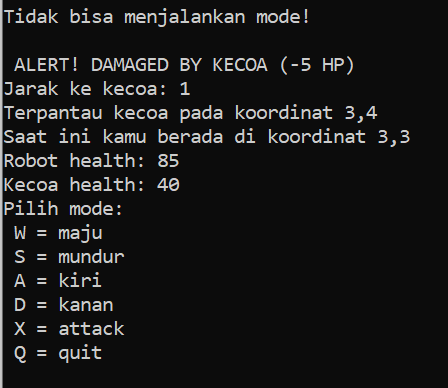 Tidak bisa menjalankan mode!
ALERT! DAMAGED BY KECOA (-5 HP)
Jarak ke kecoa: 1
Terpantau kecoa pada koordinat 3,4
Saat ini kamu berada di koordinat 3,3
Robot health: 85
Kecoa health: 40
Pilih mode:
W = maju
S = mundur
A = kiri
D = kanan
X = attack
Q = quit